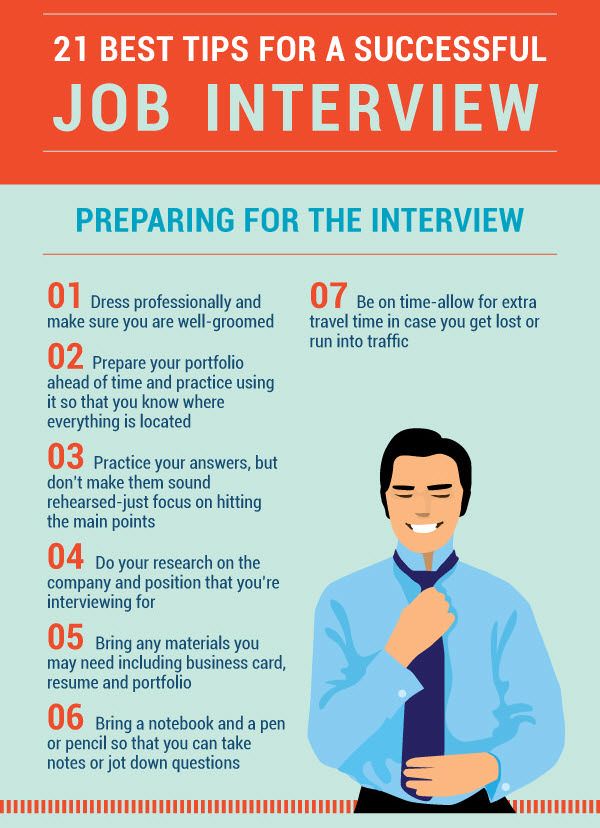 21 BEST TIPS FOR A SUCCESSFUL
JOB INTERVIEW
PREPARING FOR THE INTERVIEW
01 Dress professionally and
make sure you are well-groomed
02 Prepare your portfolio
ahead of time and practice using
it so that you know where
everything is located
03 Practice your answers, but
don't make them sound
rehearsed-just focus on hitting
the main points
04 Do your research on the
company and position that you're
interviewing for
05 Bring any materials you
may need including business card,
resume and portfolio
06 Bring a notebook and a pen
or pencil so that you can take
notes or jot down questions
07 Be on time-allow for extra
travel time in case you get lost or
run into traffic